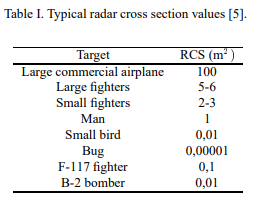 Table I. Typical radar cross section values [5].
Target RCS (m²)
Large commercial airplane 100
Large fighters 5-6
Small fighters 2-3
Man 1
Small bird 0,01
Bug 0,00001
F-117 fighter 0,1
B-2 bomber 0,01